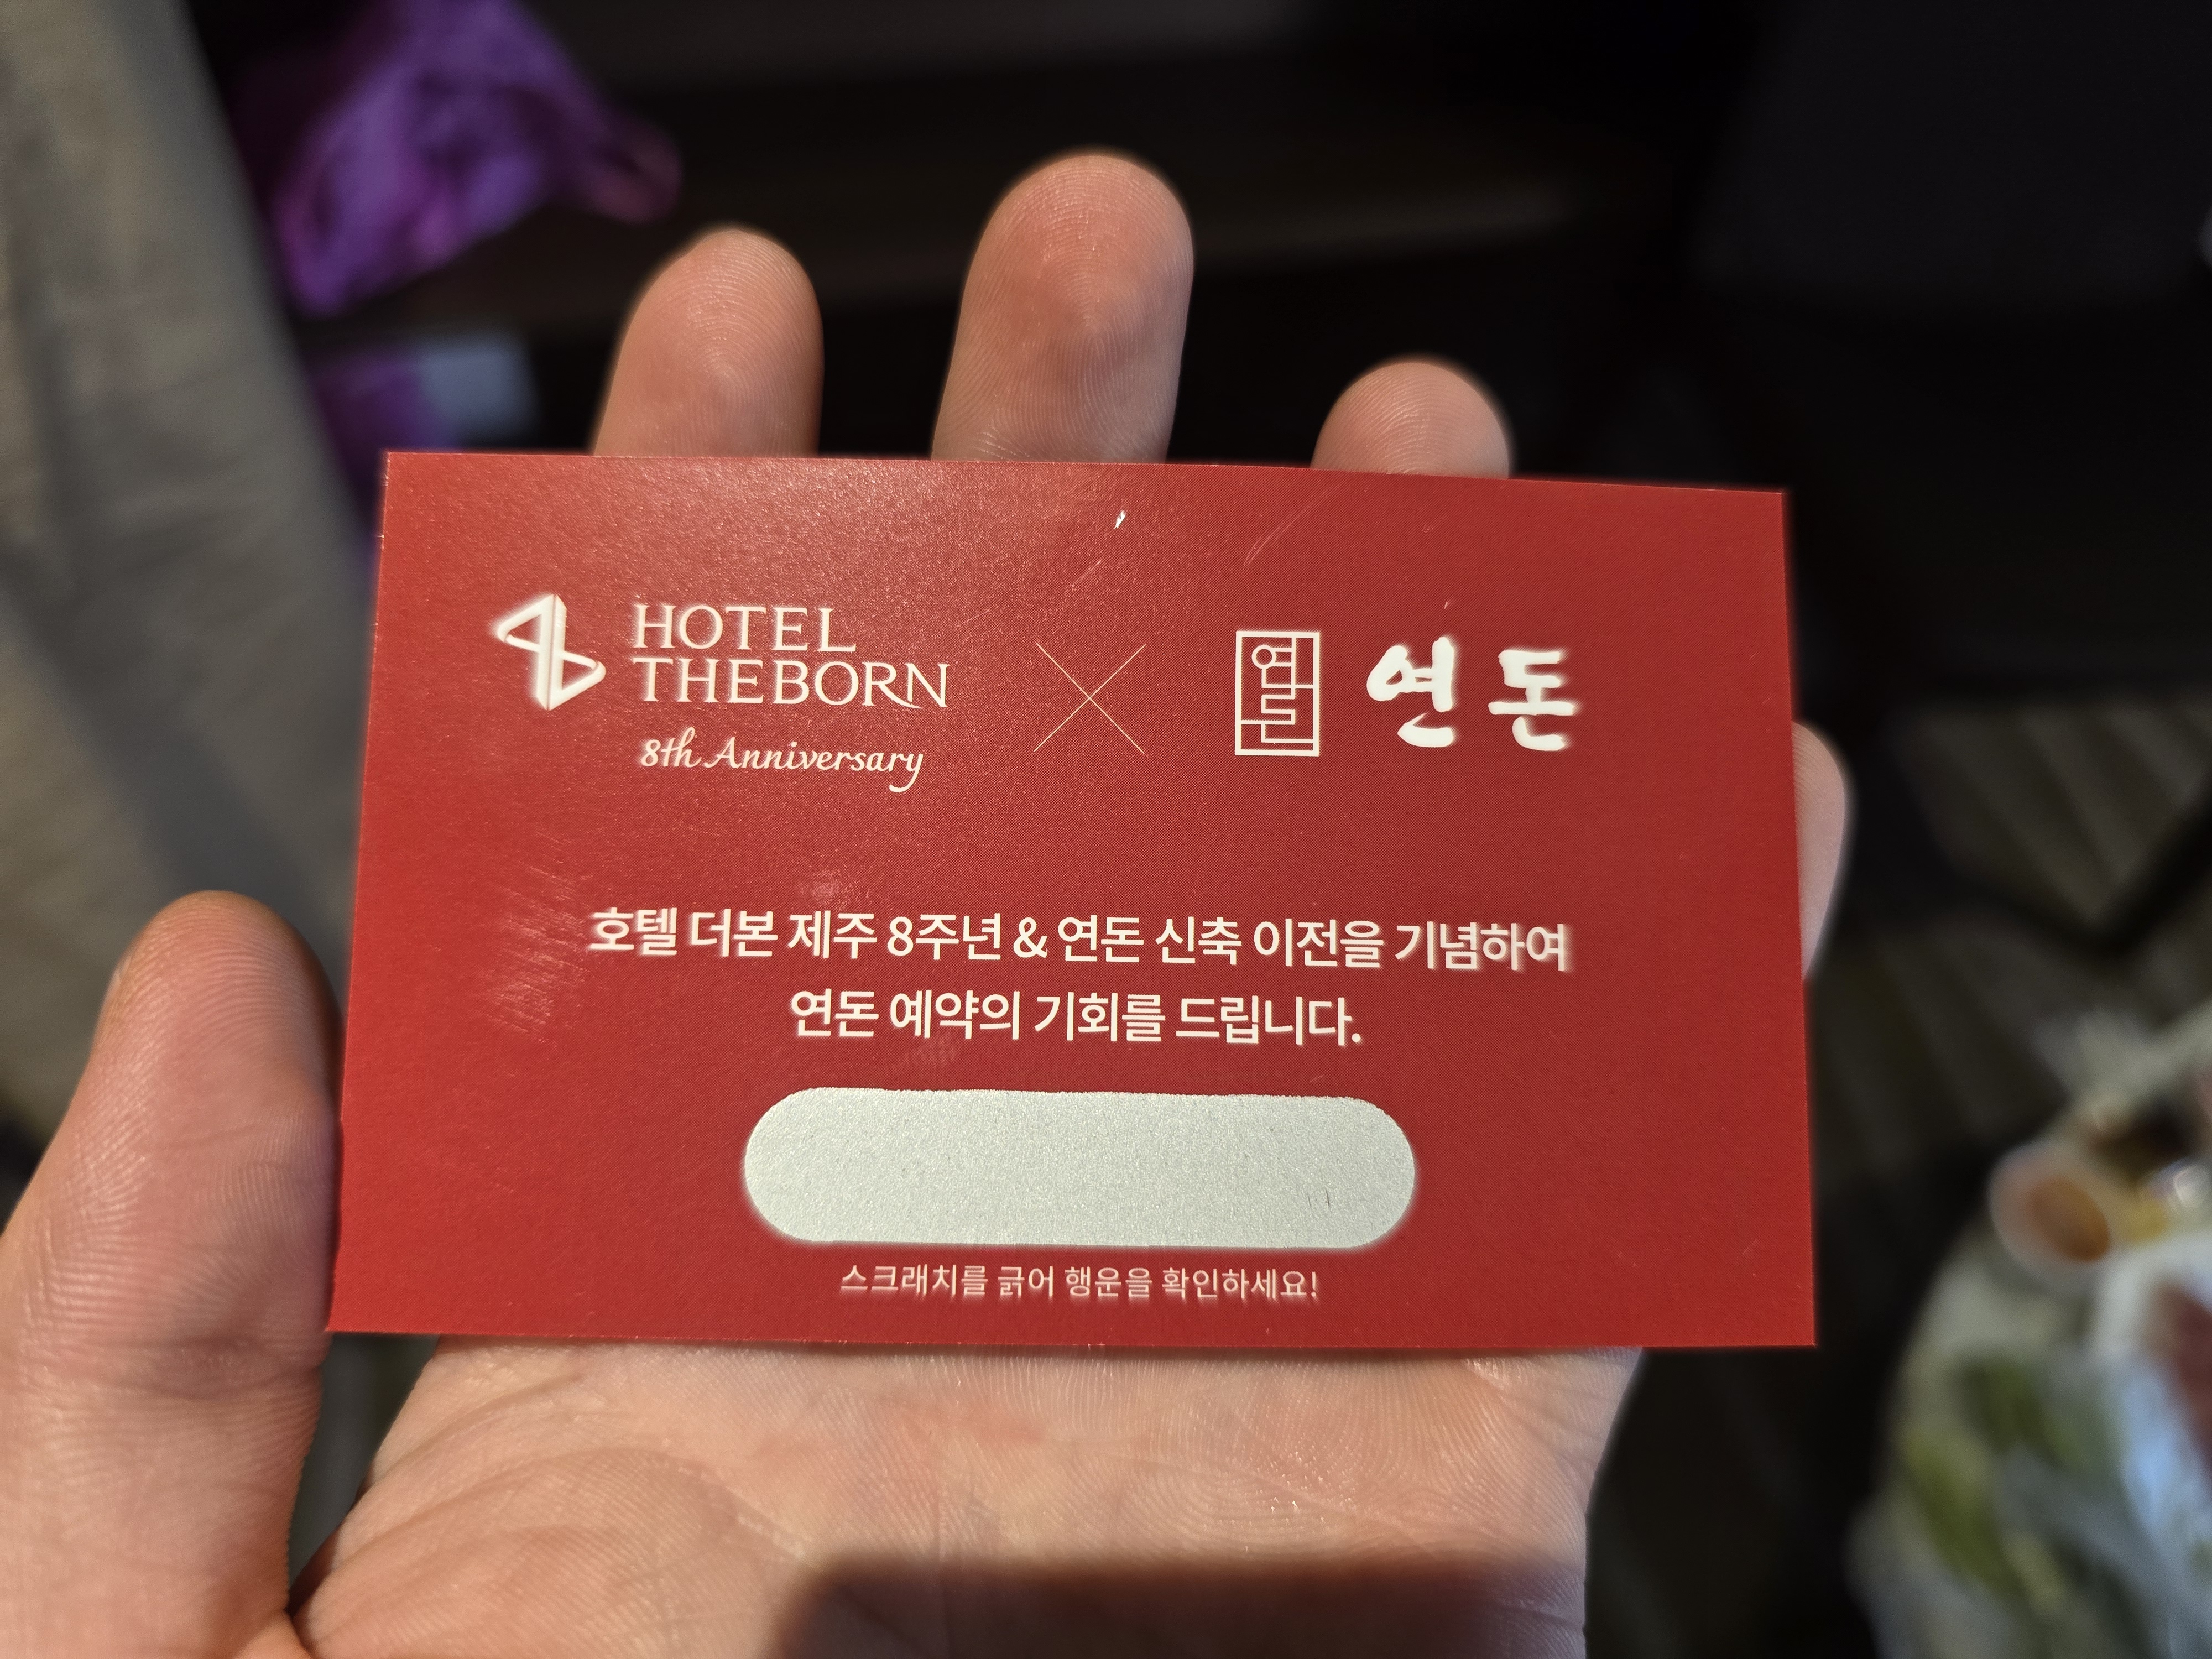 HOTEL
THEBORN
8th Anniversary
연돈
연돈
호텔 더본 제주 8주년 & 연돈 신축 이전을 기념하여
연돈 예약의 기회를 드립니다.
스크래치를 긁어 행운을 확인하세요!